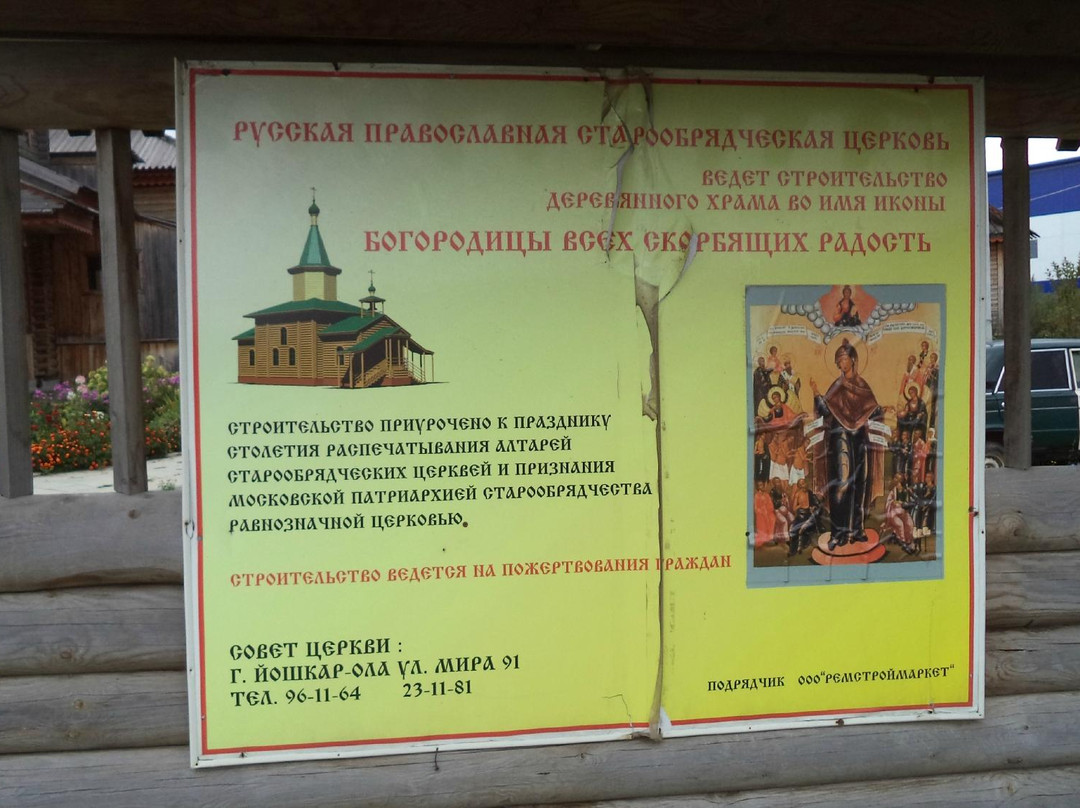 РУССКАЯ ПРАВОСЛАВНАЯ СТАРООБРЯДЧЕСКАЯ ЦЕРКОВЬ
ВЕДЕТ СТРОИТЕЛЬСТВО
ДЕРЕВЯННОГО ХРАМА ВО ИМЯ ИКОНЫ
БОГОРОДИЦЫ ВСЕХ СКОРБЯЩИХ РАДОСТЬ
СТРОИТЕЛЬСТВО ПРИУРОЧЕНО К ПРАЗДНИКУ
СТОЛЕТИЯ РАСПЕЧАТЫВАНИЯ АЛТАРЕЙ
СТАРООБРЯДЧЕСКИХ ЦЕРКВЕЙ И ПРИЗНАНИЯ
МОСКОВСКОЙ ПАТРИАРХИЕЙ СТАРООБРЯДЧЕСТВА
РАВНОЗНАЧНОЙ ЦЕРКОВЬЮ.
СТРОИТЕЛЬСТВО ВЕДЕТСЯ НА ПОЖЕРТВОВАНИЯ ГРАЖДАН
СОВЕТ ЦЕРКВИ :
Г. ЙОШКАР-ОЛА УЛ. МИРА 91
ТЕЛ. 96-11-64 23-11-81
ПОДРЯДЧИК ООО"РЕМСТРОЙМАРКЕТ"